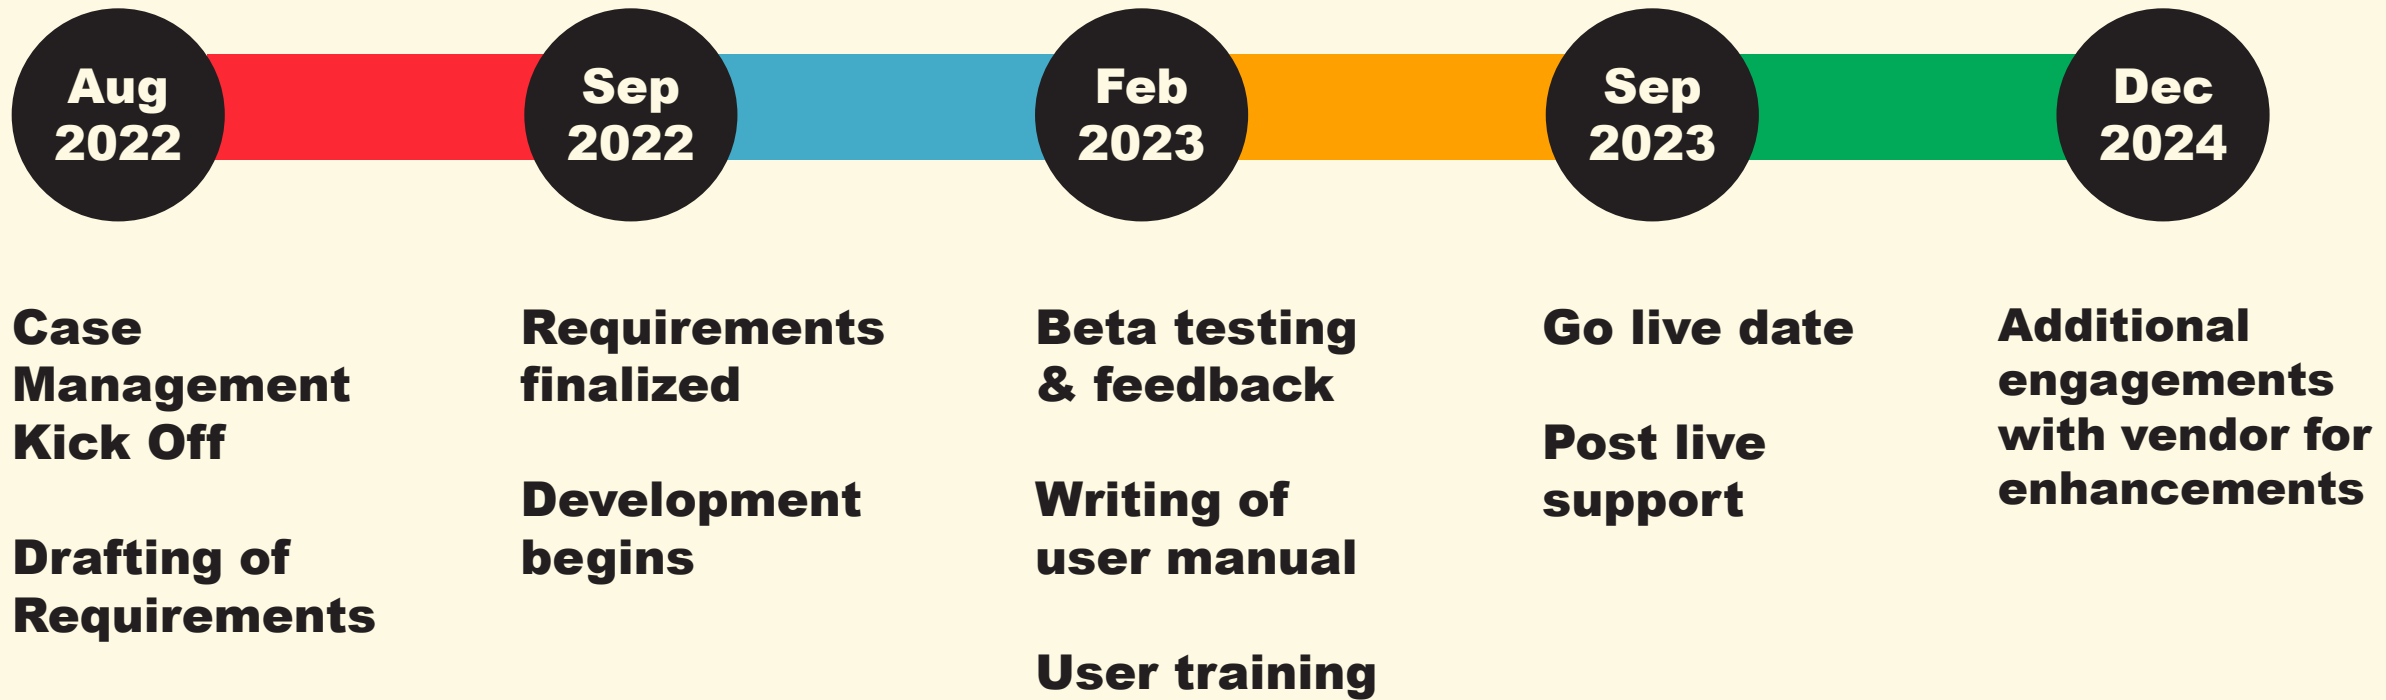 Aug
2022
Sep
2022
Feb
2023
Sep
2023
Dec
2024
Case
Management
Kick Off
Drafting of
Requirements
Requirements
finalized
Development
begins
Beta testing
& feedback
Writing of
user manual
User training
Go live date
Post live
support
Additional
engagements
with vendor for
enhancements